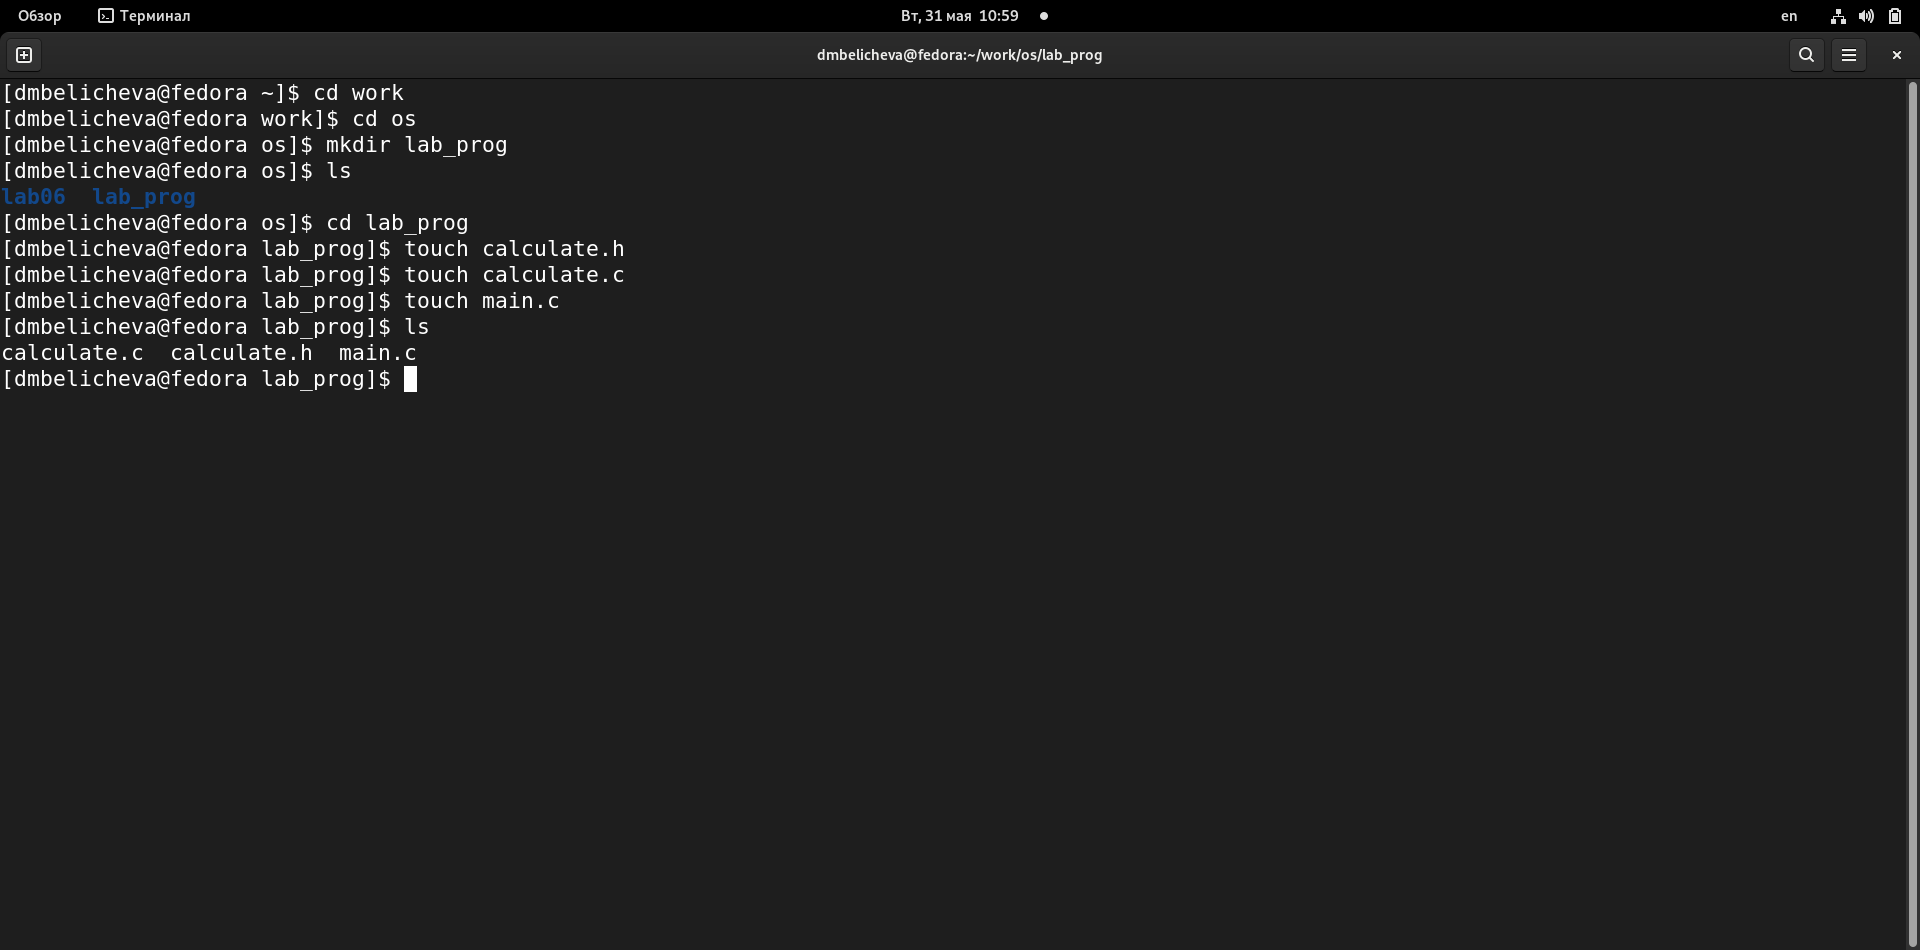 Обзор Терминал Вт, 31 мая 10:59 en
dmbelicheva@fedora:~/work/os/lab_prog
[dmbelicheva@fedora ~]$ cd work
[dmbelicheva@fedora work]$ cd os
[dmbelicheva@fedora os]$ mkdir lab_prog
[dmbelicheva@fedora os]$ ls
lab06  lab_prog
[dmbelicheva@fedora os]$ cd lab_prog
[dmbelicheva@fedora lab_prog]$ touch calculate.h
[dmbelicheva@fedora lab_prog]$ touch calculate.c
[dmbelicheva@fedora lab_prog]$ touch main.c
[dmbelicheva@fedora lab_prog]$ ls
calculate.c  calculate.h  main.c
[dmbelicheva@fedora lab_prog]$